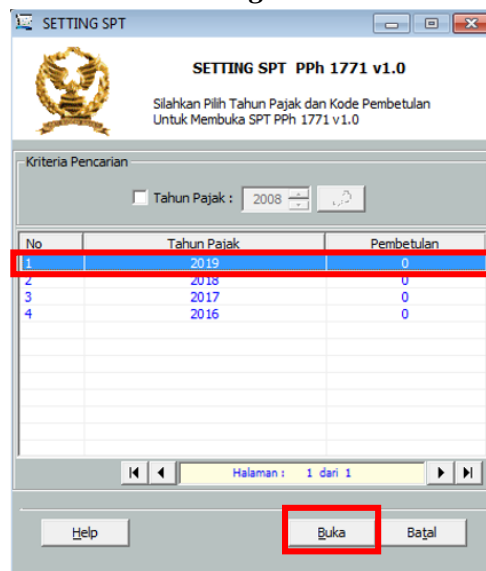 SETTING SPT
SETTING SPT PPh 1771 v1.0
Silahkan Pilih Tahun Pajak dan Kode Pembetulan
Untuk Membuka SPT PPh 1771 v1.0
Kriteria Pencarian
Tahun Pajak : 2008
No Tahun Pajak Pembetulan
1 2019 0
2 2018 0
3 2017 0
4 2016 0
Halaman : 1 dari 1
Help Buka Batal